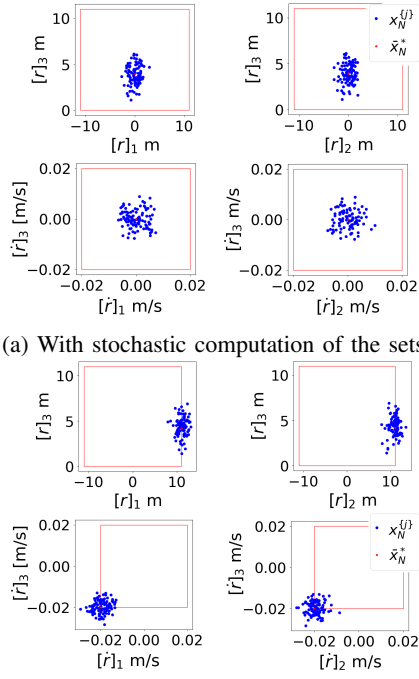 10
5
0
[r]₃ m
−10 0 10
[r]₁ m
10
5
0
[r]₃ m
−10 0 10
[r]₂ m
x_N^{j}
x̄_N^*
0.02
0.00
−0.02
[ṙ]₃ [m/s]
−0.02 0.00 0.02
[ṙ]₁ m/s
0.02
0.00
−0.02
[ṙ]₃ m/s
−0.02 0.00 0.02
[ṙ]₂ m/s
(a) With stochastic computation of the sets
10
5
0
[r]₃ m
−10 0 10
[r]₁ m
10
5
0
[r]₃ m
−10 0 10
[r]₂ m
0.02
0.00
−0.02
[ṙ]₃ [m/s]
−0.02 0.00 0.02
[ṙ]₁ m/s
0.02
0.00
−0.02
[ṙ]₃ m/s
−0.02 0.00 0.02
[ṙ]₂ m/s
x_N^{j}
x̄_N^*